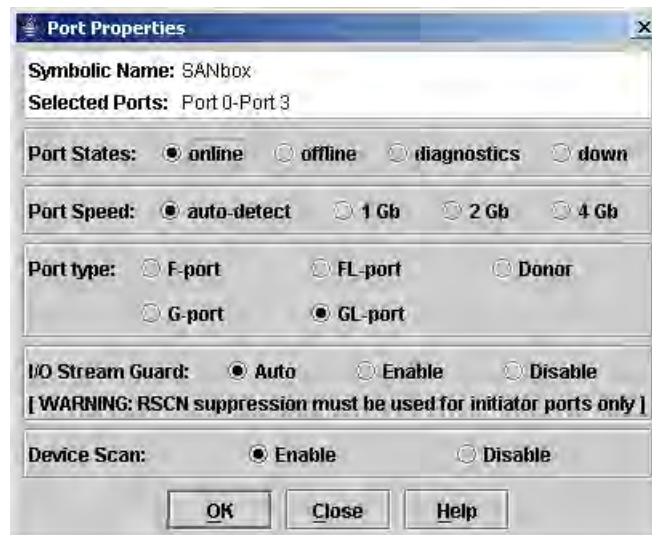 Port Properties
Symbolic Name: SANbox
Selected Ports: Port 0-Port 3
Port States: online offline diagnostics down
Port Speed: auto-detect 1 Gb 2 Gb 4 Gb
Port type: F-port FL-port Donor
G-port GL-port
I/O Stream Guard: Auto Enable Disable
[ WARNING: RSCN suppression must be used for initiator ports only ]
Device Scan: Enable Disable
OK Close Help